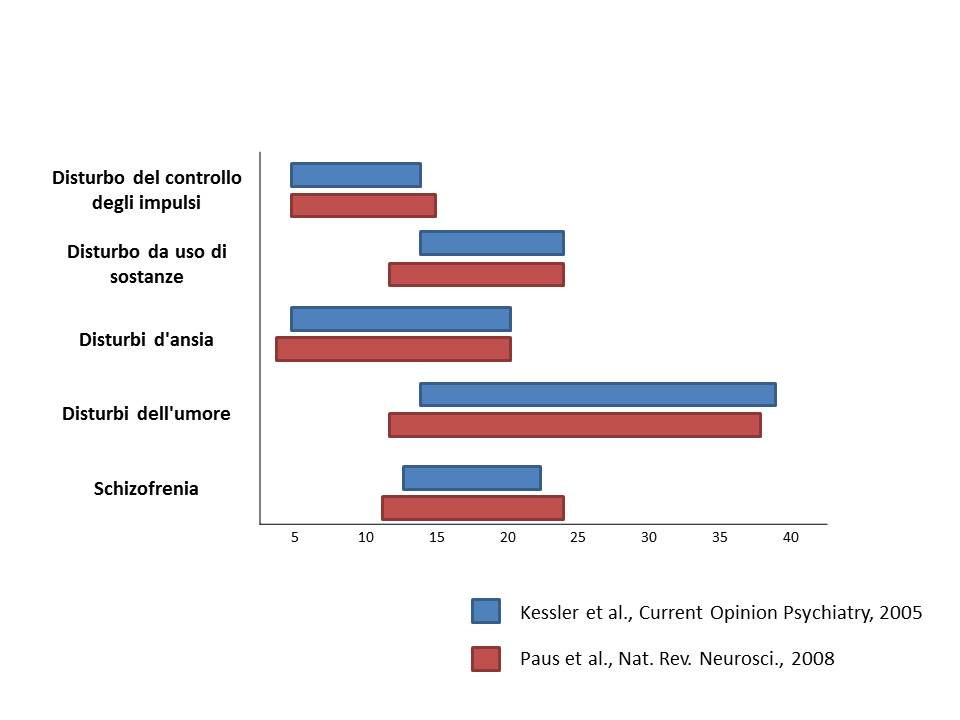 Disturbo del controllo
degli impulsi
Disturbo da uso di
sostanze
Disturbi d'ansia
Disturbi dell'umore
Schizofrenia
5 10 15 20 25 30 35 40
Kessler et al., Current Opinion Psychiatry, 2005
Paus et al., Nat. Rev. Neurosci., 2008